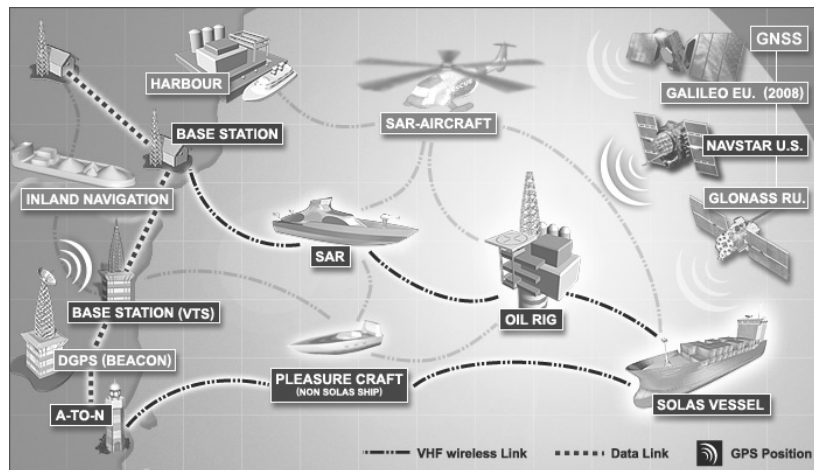 GNSS
HARBOUR
GALILEO EU. (2008)
SAR-AIRCRAFT
BASE STATION
NAVSTAR U.S.
INLAND NAVIGATION
GLONASS RU.
SAR
BASE STATION (VTS)
OIL RIG
DGPS (BEACON)
PLEASURE CRAFT
(NON SOLAS SHIP)
A-TO-N
SOLAS VESSEL
VHF wireless Link
Data Link
GPS Position